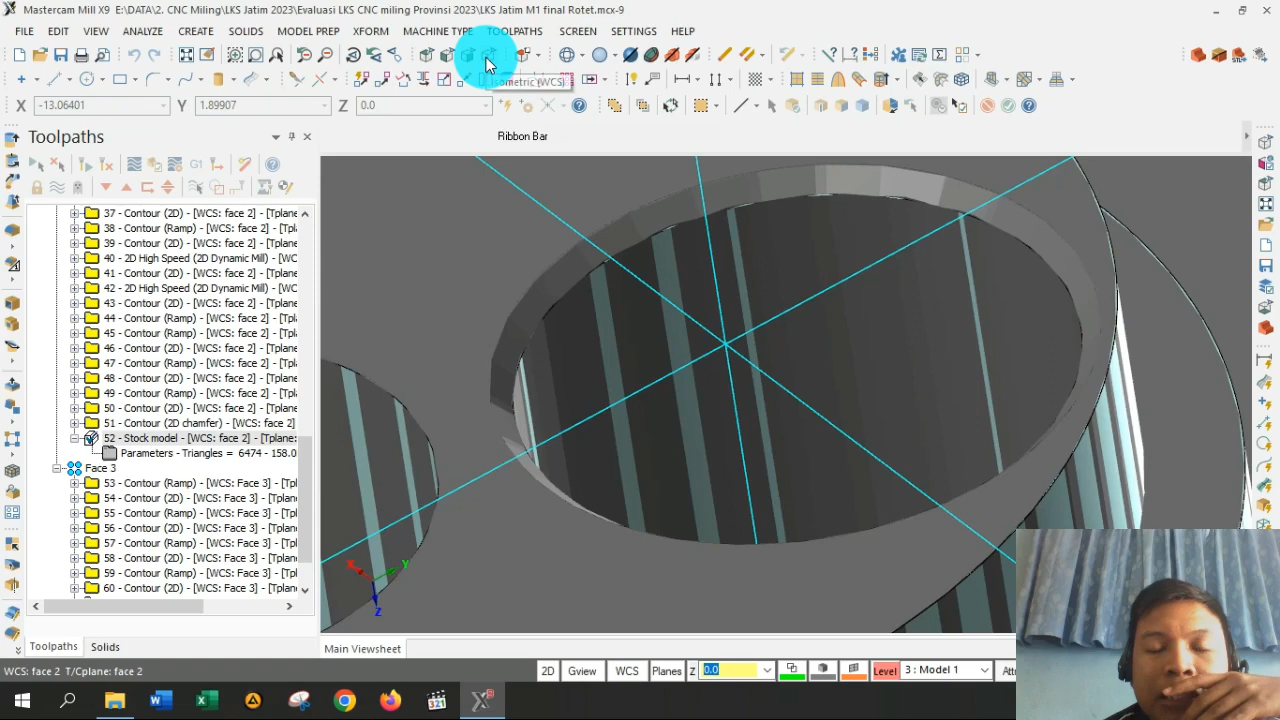 Mastercam Mill X9 E:\DATA\2. CNC Miling\LKS Jatim 2023\Evaluasi LKS CNC miling Provinsi 2023\LKS Jatim M1 final Rotet.mcx-9
FILE EDIT VIEW ANALYZE CREATE SOLIDS MODEL PREP XFORM MACHINE TYPE TOOLPATHS SCREEN SETTINGS HELP
Isometric (WCS)
X -13.06401 Y 1.89907 Z 0.0
Toolpaths
Ribbon Bar
G1
37 - Contour (2D) - [WCS: face 2] - [Tplane
38 - Contour (Ramp) - [WCS: face 2] - [Tpl
39 - Contour (2D) - [WCS: face 2] - [Tplane
40 - 2D High Speed (2D Dynamic Mill) - [WC
41 - Contour (2D) - [WCS: face 2] - [Tplane
42 - 2D High Speed (2D Dynamic Mill) - [WC
43 - Contour (2D) - [WCS: face 2] - [Tplane
44 - Contour (Ramp) - [WCS: face 2] - [Tpl
45 - Contour (Ramp) - [WCS: face 2] - [Tpl
46 - Contour (2D) - [WCS: face 2] - [Tplane
47 - Contour (Ramp) - [WCS: face 2] - [Tpl
48 - Contour (2D) - [WCS: face 2] - [Tplane
49 - Contour (Ramp) - [WCS: face 2] - [Tpl
50 - Contour (2D) - [WCS: face 2] - [Tplane
51 - Contour (2D chamfer) - [WCS: face 2]
52 - Stock model - [WCS: face 2] - [Tplane:
Parameters - Triangles = 6474 - 158.0
Face 3
53 - Contour (Ramp) - [WCS: Face 3] - [Tpl
54 - Contour (2D) - [WCS: Face 3] - [Tplan
55 - Contour (Ramp) - [WCS: Face 3] - [Tpl
56 - Contour (2D) - [WCS: Face 3] - [Tplan
57 - Contour (Ramp) - [WCS: Face 3] - [Tpl
58 - Contour (2D) - [WCS: Face 3] - [Tplan
59 - Contour (Ramp) - [WCS: Face 3] - [Tpl
60 - Contour (2D) - [WCS: Face 3] - [Tplan
X Y Z
Toolpaths Solids
Main Viewsheet
WCS: face 2 T/Cplane: face 2
2D Gview WCS Planes Z 0.0 Level 3 : Model 1